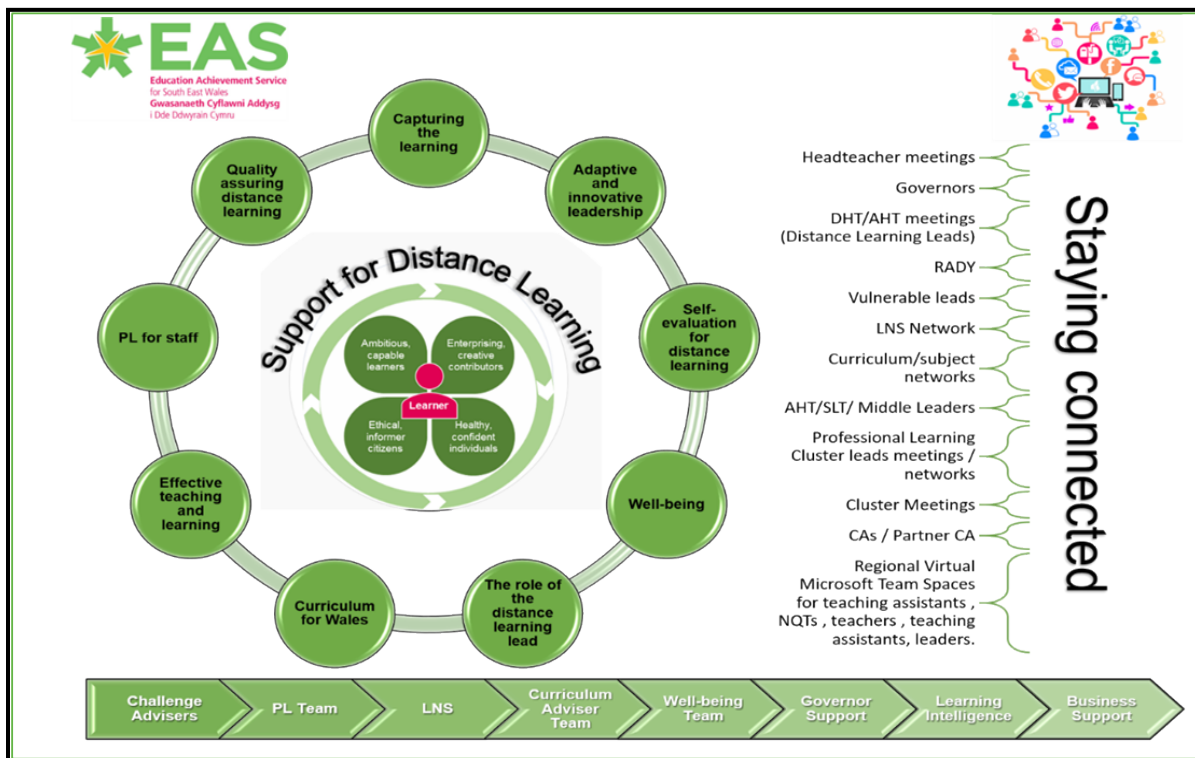 EAS
Education Achievement Service
for South East Wales
Gwasanaeth Cyflawni Addysg
i Dde Ddwyrain Cymru
Capturing
the
learning
Adaptive
and
innovative
leadership
Self-
evaluation
for
distance
learning
Well-being
The role of
the
distance
learning
lead
Curriculum
for Wales
Effective
teaching
and
learning
PL for staff
Quality
assuring
distance
learning
Support for Distance Learning
Ambitious,
capable
learners
Enterprising,
creative
contributors
Learner
Ethical,
informer
citizens
Healthy,
confident
individuals
Headteacher meetings
Governors
DHT/AHT meetings
(Distance Learning Leads)
RADY
Vulnerable leads
LNS Network
Curriculum/subject
networks
AHT/SLT/ Middle Leaders
Professional Learning
Cluster leads meetings /
networks
Cluster Meetings
CAs / Partner CA
Regional Virtual
Microsoft Team Spaces
for teaching assistants ,
NQTs , teachers , teaching
assistants, leaders.
Staying connected
Challenge
Advisers
PL Team
LNS
Curriculum
Adviser
Team
Well-being
Team
Governor
Support
Learning
Intelligence
Business
Support